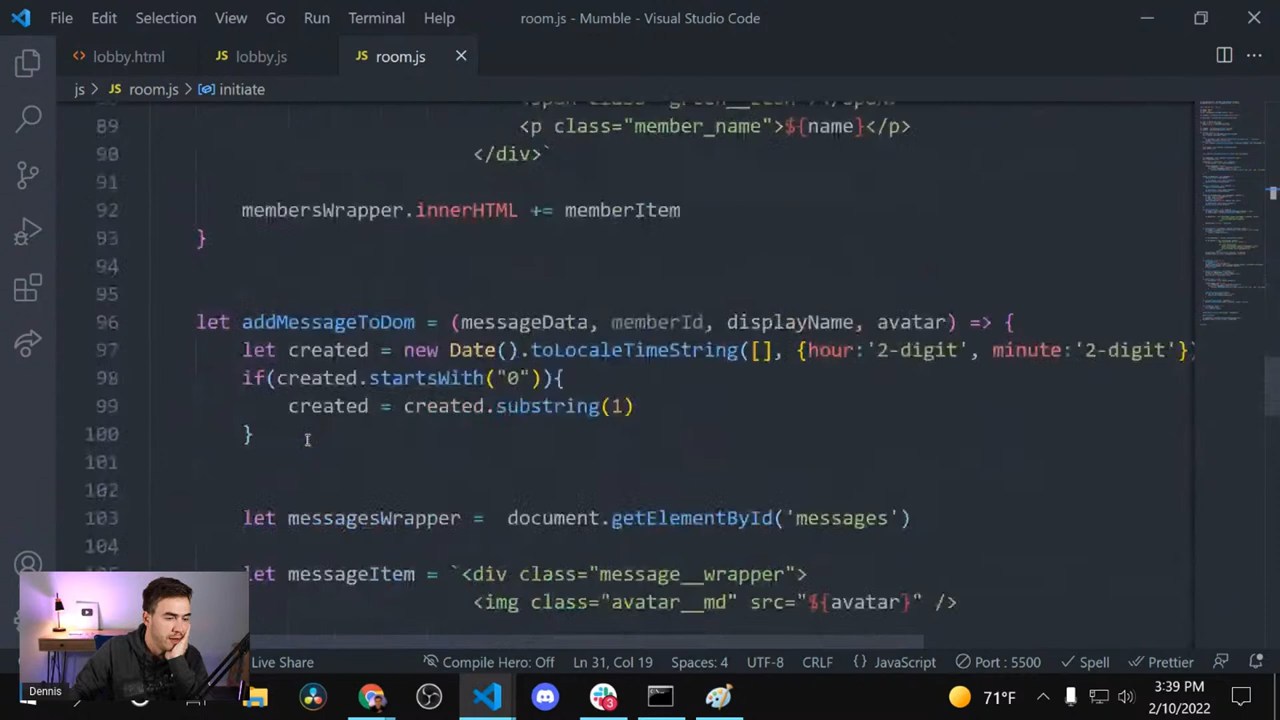 File Edit Selection View Go Run Terminal Help room.js - Mumble - Visual Studio Code
lobby.html JS lobby.js JS room.js
js > JS room.js > initiate
89 <p class="member_name">${name}</p>
90 </div>`
91
92 membersWrapper.innerHTML += memberItem
93 }
94
95
96 let addMessageToDom = (messageData, memberId, displayName, avatar) => {
97 let created = new Date().toLocaleTimeString([], {hour:'2-digit', minute:'2-digit'})
98 if(created.startsWith("0")){
99 created = created.substring(1)
100 }
101
102
103 let messagesWrapper = document.getElementById('messages')
104
let messageItem = `<div class="message__wrapper">
<img class="avatar__md" src="${avatar}" />
Live Share Compile Hero: Off Ln 31, Col 19 Spaces: 4 UTF-8 CRLF {} JavaScript Port : 5500 Spell Prettier
Dennis
3
71°F
3:39 PM
2/10/2022